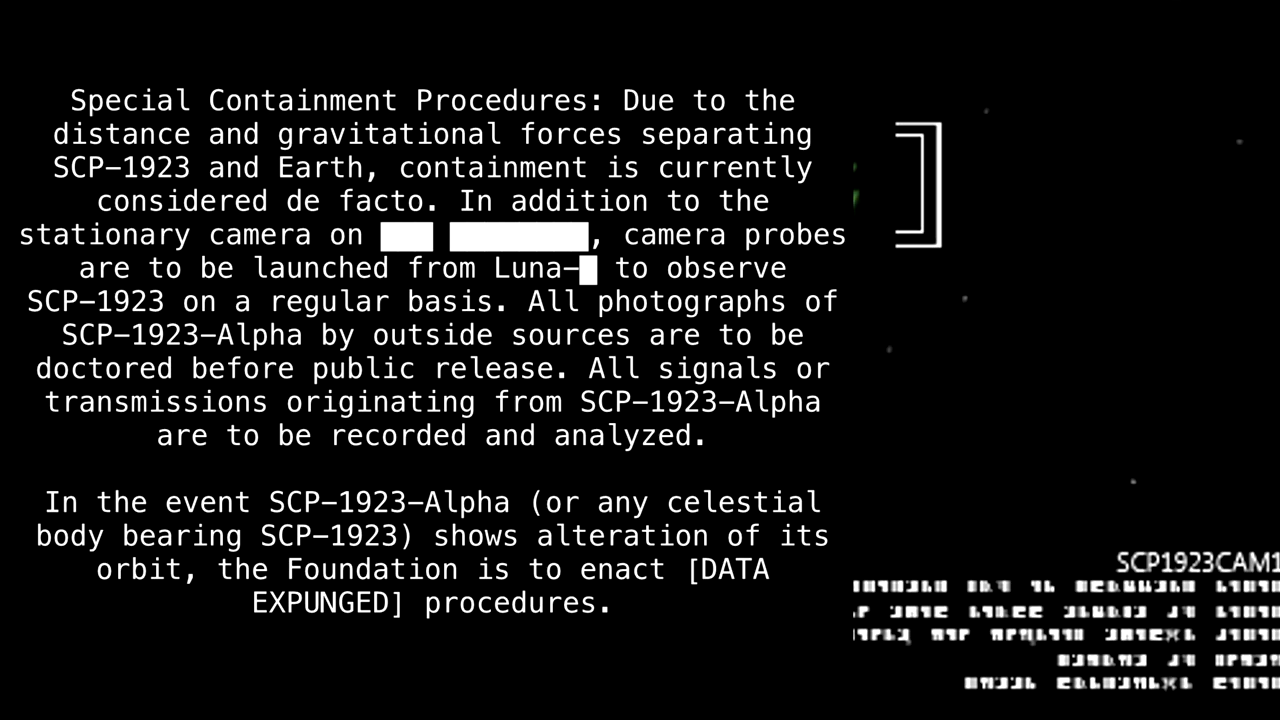 Special Containment Procedures: Due to the
distance and gravitational forces separating
SCP-1923 and Earth, containment is currently
considered de facto. In addition to the
stationary camera on ███ ████████, camera probes
are to be launched from Luna-█ to observe
SCP-1923 on a regular basis. All photographs of
SCP-1923-Alpha by outside sources are to be
doctored before public release. All signals or
transmissions originating from SCP-1923-Alpha
are to be recorded and analyzed.
In the event SCP-1923-Alpha (or any celestial
body bearing SCP-1923) shows alteration of its
orbit, the Foundation is to enact [DATA
EXPUNGED] procedures.
SCP1923CAM1